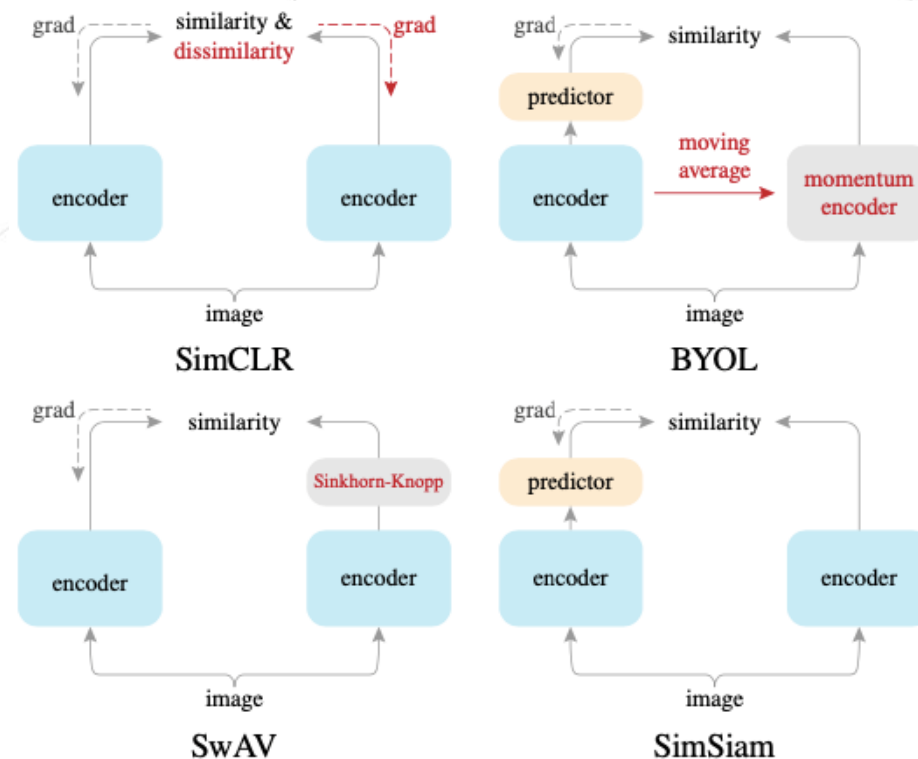 grad
similarity &
dissimilarity
grad
encoder
encoder
image
SimCLR
grad
similarity
predictor
moving
average
encoder
momentum
encoder
image
BYOL
grad
similarity
Sinkhorn-Knopp
encoder
encoder
image
SwAV
grad
similarity
predictor
encoder
encoder
image
SimSiam